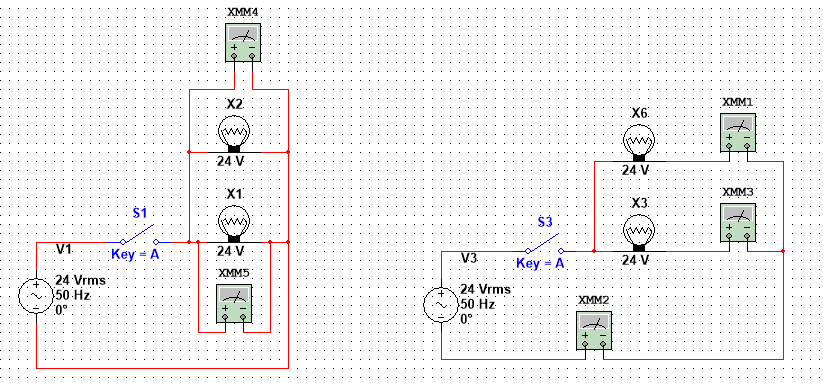 XMM4
+ −
X2
24 V
X1
24 V
S1
Key = A
V1
XMM5
+ −
+
24 Vrms
50 Hz
0°
−
X6
24 V
XMM1
+ −
X3
24 V
XMM3
+ −
S3
Key = A
V3
+
24 Vrms
50 Hz
0°
−
XMM2
+ −